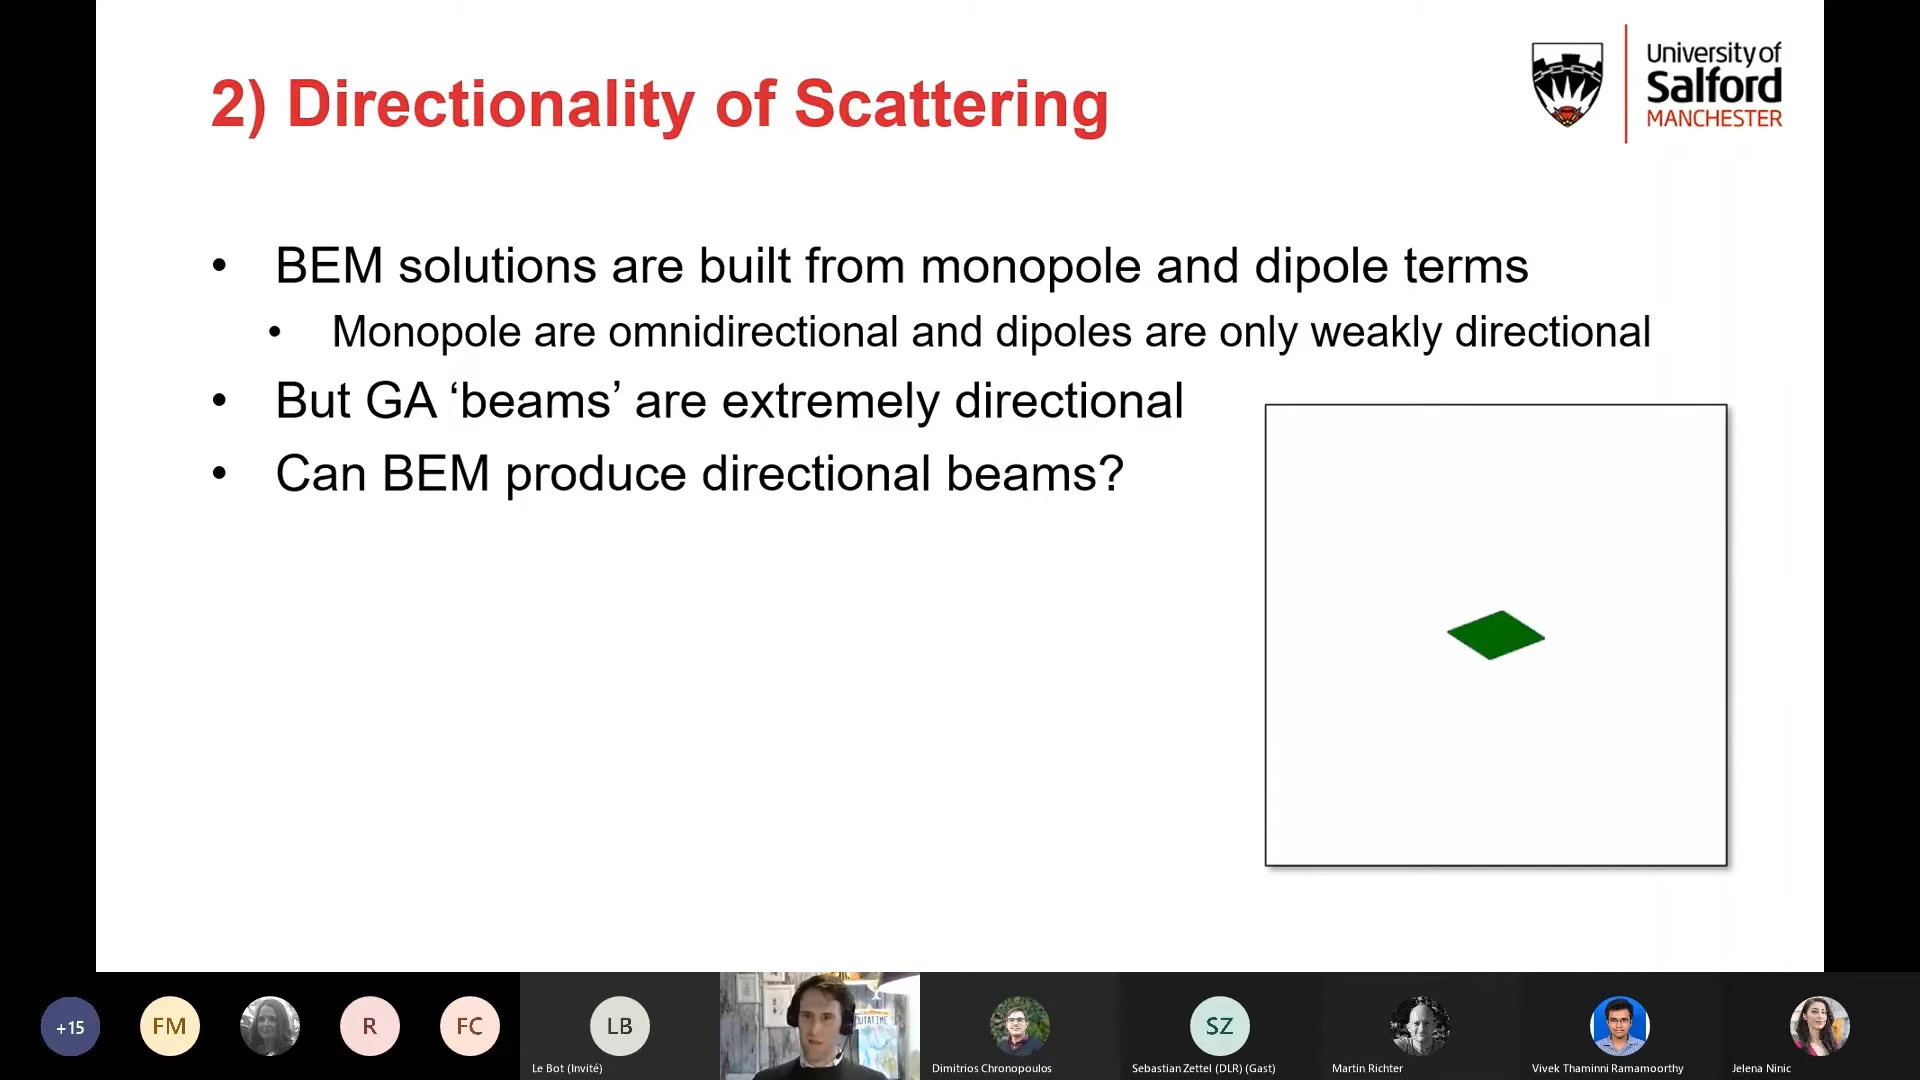 2) Directionality of Scattering
University of
Salford
MANCHESTER
• BEM solutions are built from monopole and dipole terms
• Monopole are omnidirectional and dipoles are only weakly directional
• But GA ‘beams’ are extremely directional
• Can BEM produce directional beams?
+15
FM
R
FC
LB
SZ
Le Bot (Invité)
Dimitrios Chronopoulos
Sebastian Zettel (DLR) (Gast)
Martin Richter
Vivek Thaminni Ramamoorthy
Jelena Ninic